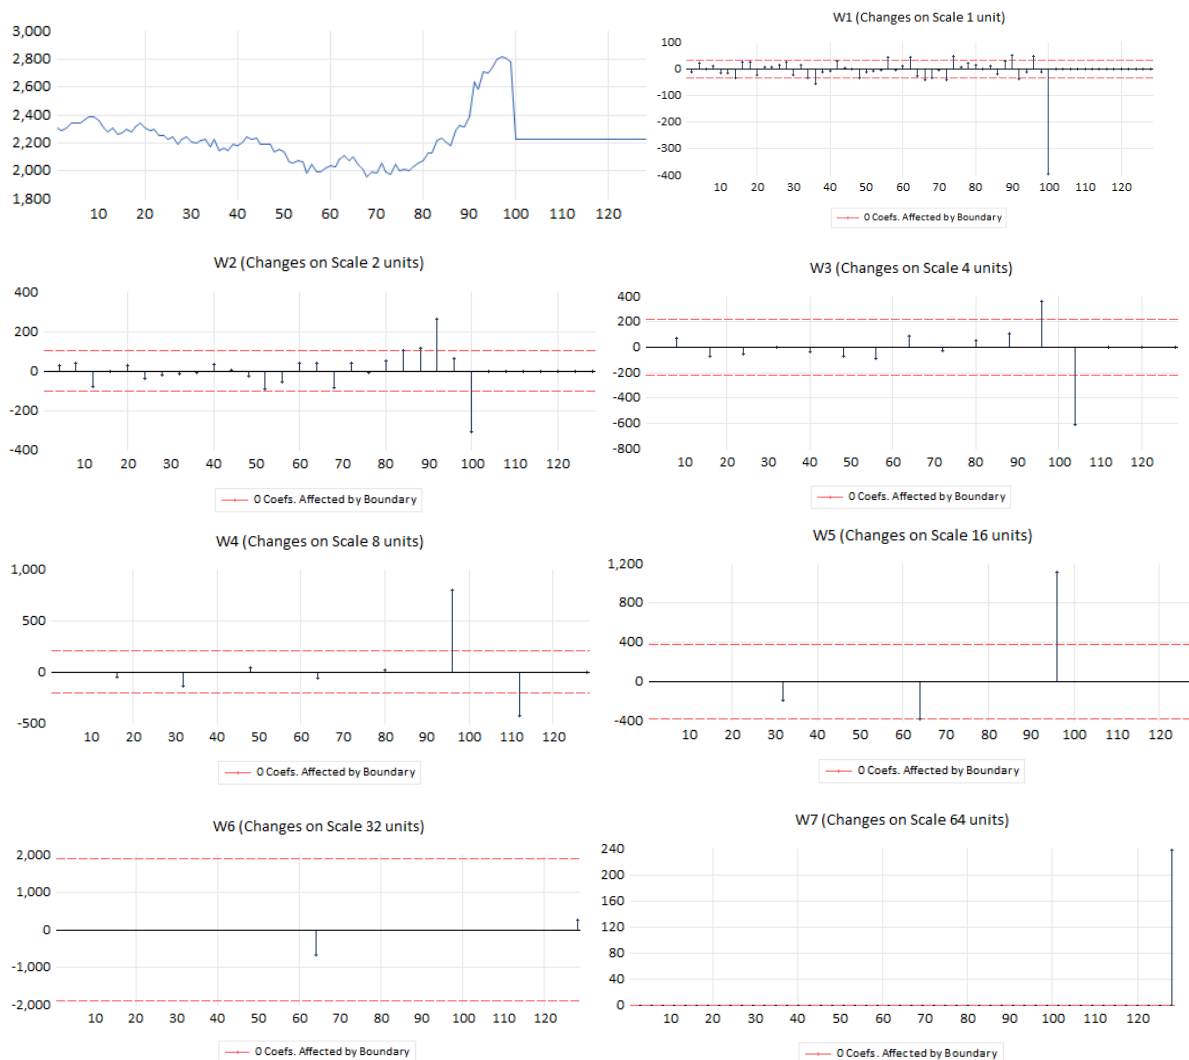 3,000
2,800
2,600
2,400
2,200
2,000
1,800
10 20 30 40 50 60 70 80 90 100 110 120
W1 (Changes on Scale 1 unit)
100
0
-100
-200
-300
-400
10 20 30 40 50 60 70 80 90 100 110 120
0 Coefs. Affected by Boundary
W2 (Changes on Scale 2 units)
400
200
0
-200
-400
10 20 30 40 50 60 70 80 90 100 110 120
0 Coefs. Affected by Boundary
W3 (Changes on Scale 4 units)
400
200
0
-200
-400
-600
-800
10 20 30 40 50 60 70 80 90 100 110 120
0 Coefs. Affected by Boundary
W4 (Changes on Scale 8 units)
1,000
500
0
-500
10 20 30 40 50 60 70 80 90 100 110 120
0 Coefs. Affected by Boundary
W5 (Changes on Scale 16 units)
1,200
800
400
0
-400
10 20 30 40 50 60 70 80 90 100 110 120
0 Coefs. Affected by Boundary
W6 (Changes on Scale 32 units)
2,000
1,000
0
-1,000
-2,000
10 20 30 40 50 60 70 80 90 100 110 120
0 Coefs. Affected by Boundary
W7 (Changes on Scale 64 units)
240
200
160
120
80
40
0
10 20 30 40 50 60 70 80 90 100 110 120
0 Coefs. Affected by Boundary